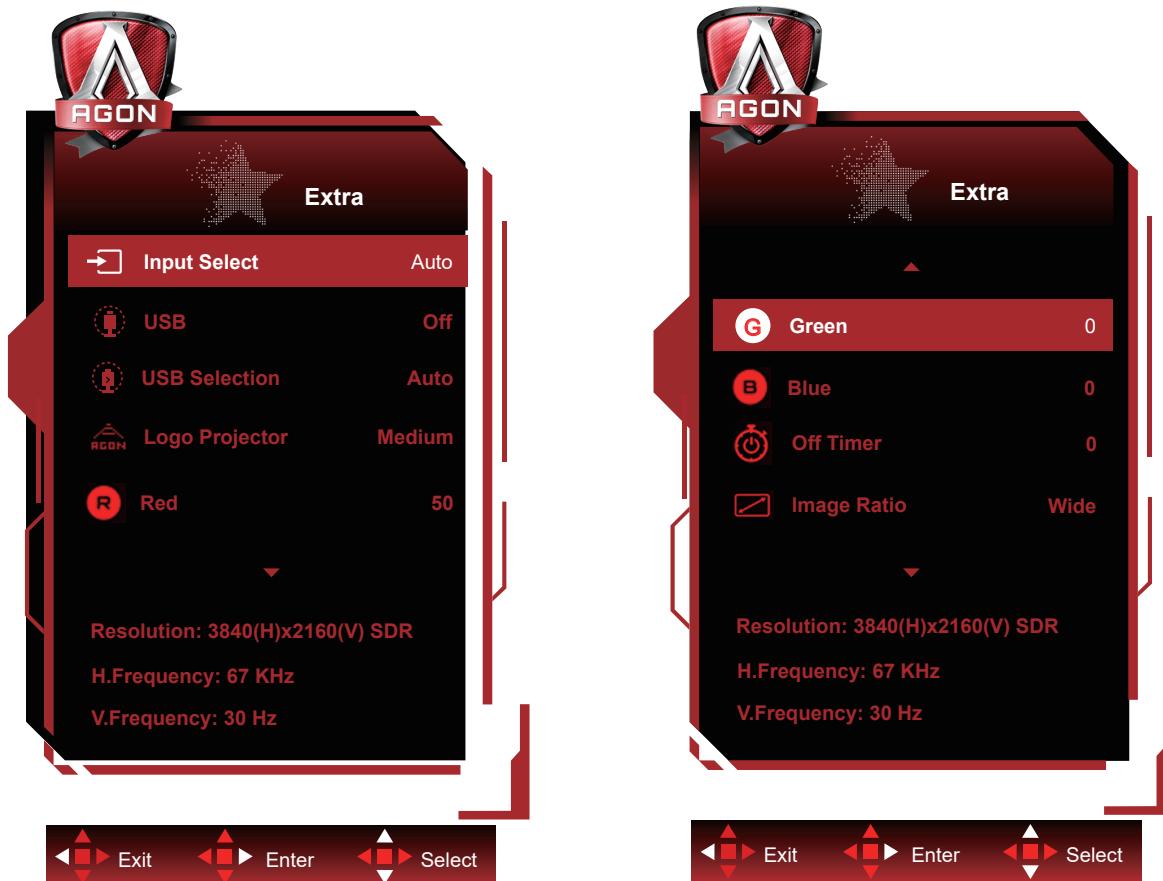 AGON
Extra
Input Select Auto
USB Off
USB Selection Auto
AGON Logo Projector Medium
R Red 50
Resolution: 3840(H)x2160(V) SDR
H.Frequency: 67 KHz
V.Frequency: 30 Hz
Exit Enter Select
AGON
Extra
G Green 0
B Blue 0
Off Timer 0
Image Ratio Wide
Resolution: 3840(H)x2160(V) SDR
H.Frequency: 67 KHz
V.Frequency: 30 Hz
Exit Enter Select